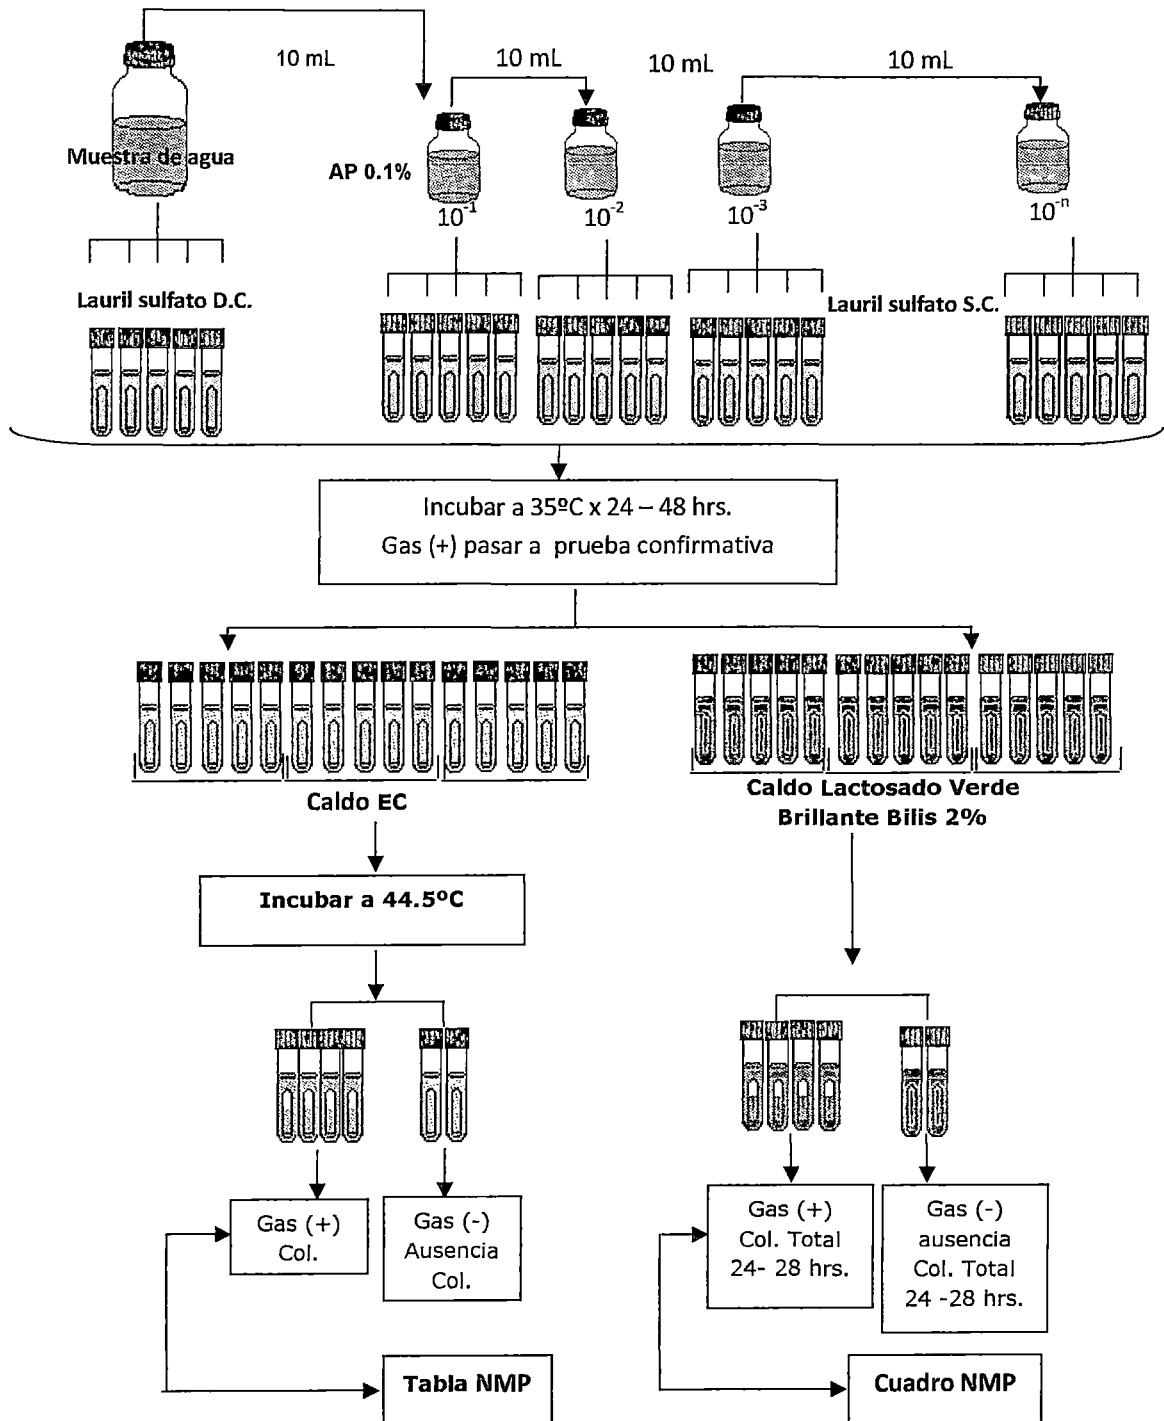 10 mL
10 mL
10 mL
10 mL
Muestra de agua
AP 0.1%
10⁻¹
10⁻²
10⁻³
10⁻ⁿ
Lauril sulfato D.C.
Lauril sulfato S.C.
Incubar a 35ºC x 24 – 48 hrs.
Gas (+) pasar a prueba confirmativa
Caldo EC
Caldo Lactosado Verde
Brillante Bilis 2%
Incubar a 44.5ºC
Gas (+)
Col.
Gas (-)
Ausencia
Col.
Gas (+)
Col. Total
24- 28 hrs.
Gas (-)
ausencia
Col. Total
24 -28 hrs.
Tabla NMP
Cuadro NMP